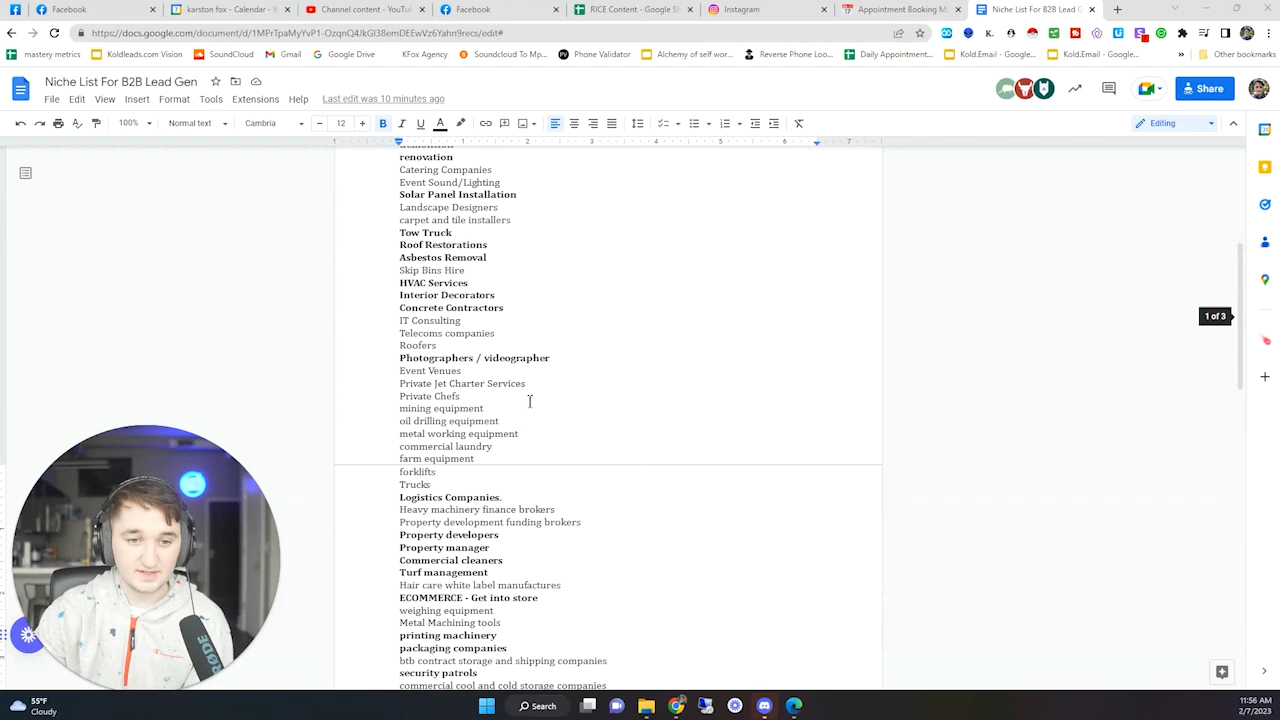 Facebook
karston fox - Calendar - W
Channel content - YouTu
Facebook
RICE Content - Google Sh
Instagram
Appointment Booking M
Niche List For B2B Lead G
https://docs.google.com/document/d/1MPrTpaMyYvP1-OzqnQ4JkGl38emDEEwVz6Yahn9recs/edit#
mastery metrics
Koldleads.com Vision
SoundCloud
Gmail
Google Drive
KFox Agency
Soundcloud To Mp...
Phone Validator
Alchemy of self wor...
Reverse Phone Loo...
Daily Appointment...
Kold.Email - Google...
Kold.Email - Google...
Other bookmarks
Niche List For B2B Lead Gen
File Edit View Insert Format Tools Extensions Help Last edit was 10 minutes ago
Share
100% Normal text Cambria 12
Editing
demolition
renovation
Catering Companies
Event Sound/Lighting
Solar Panel Installation
Landscape Designers
carpet and tile installers
Tow Truck
Roof Restorations
Asbestos Removal
Skip Bins Hire
HVAC Services
Interior Decorators
Concrete Contractors
IT Consulting
Telecoms companies
Roofers
Photographers / videographer
Event Venues
Private Jet Charter Services
Private Chefs
mining equipment
oil drilling equipment
metal working equipment
commercial laundry
farm equipment
forklifts
Trucks
Logistics Companies.
Heavy machinery finance brokers
Property development funding brokers
Property developers
Property manager
Commercial cleaners
Turf management
Hair care white label manufactures
ECOMMERCE - Get into store
weighing equipment
Metal Machining tools
printing machinery
packaging companies
btb contract storage and shipping companies
security patrols
commercial cool and cold storage companies
1 of 3
RODE
55°F
Cloudy
Search
11:56 AM
2/7/2023